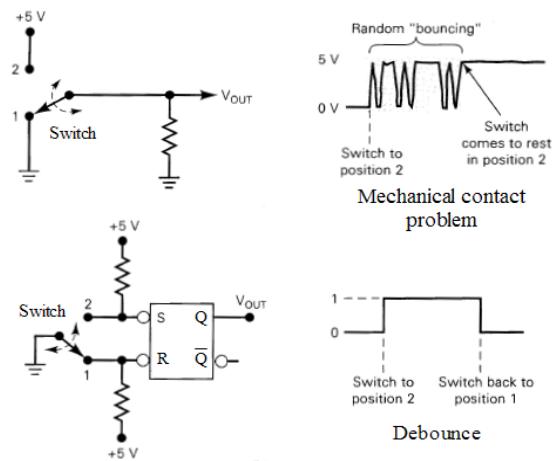 +5 V
2
1
Switch
V_OUT
Random "bouncing"
5 V
0 V
Switch to
position 2
Switch
comes to rest
in position 2
Mechanical contact
problem
+5 V
Switch
2
1
S
Q
R
Q̅
V_OUT
+5 V
1
0
Switch to
position 2
Switch back to
position 1
Debounce